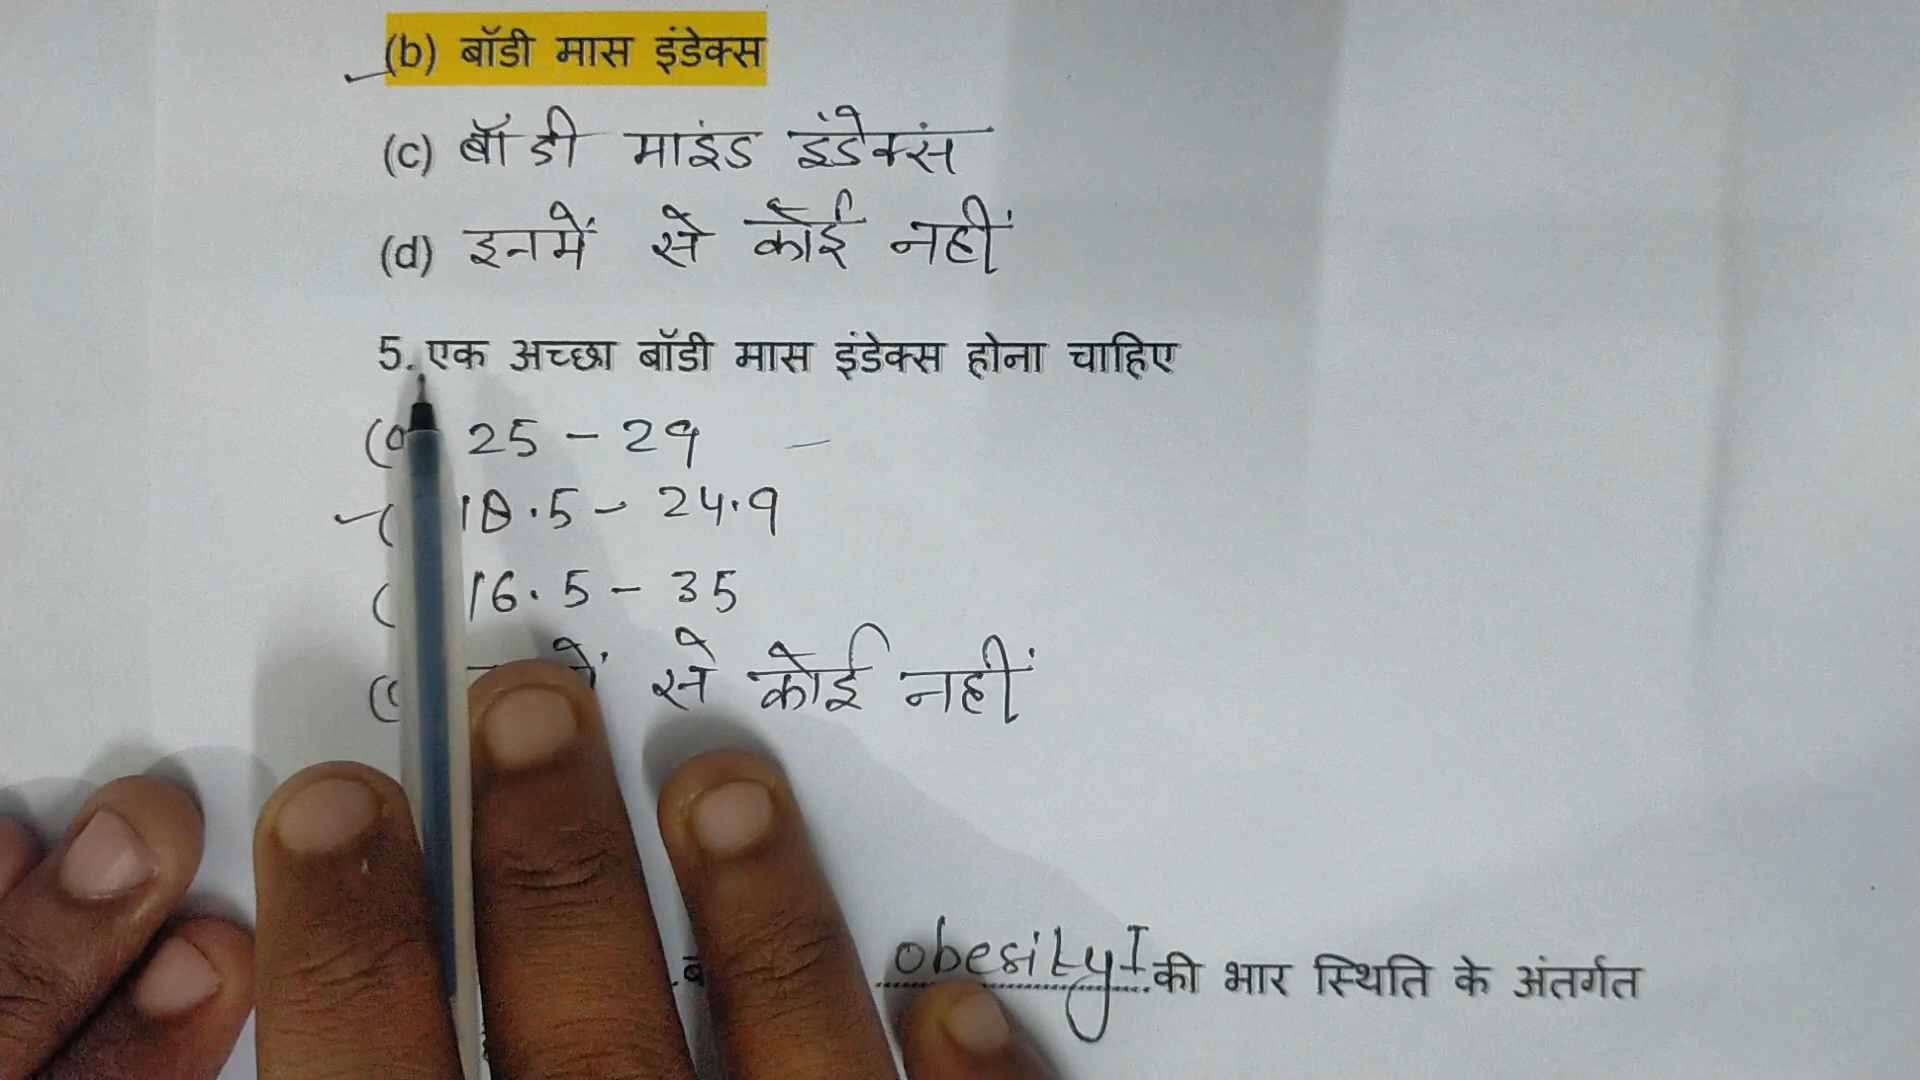 (b) बॉडी मास इंडेक्स
(c) बॉडी माइंड इंडेक्स
(d) इनमें से कोई नहीं
5. एक अच्छा बॉडी मास इंडेक्स होना चाहिए
25 - 29
18.5 - 24.9
16.5 - 35
से कोई नहीं
obesity I की भार स्थिति के अंतर्गत